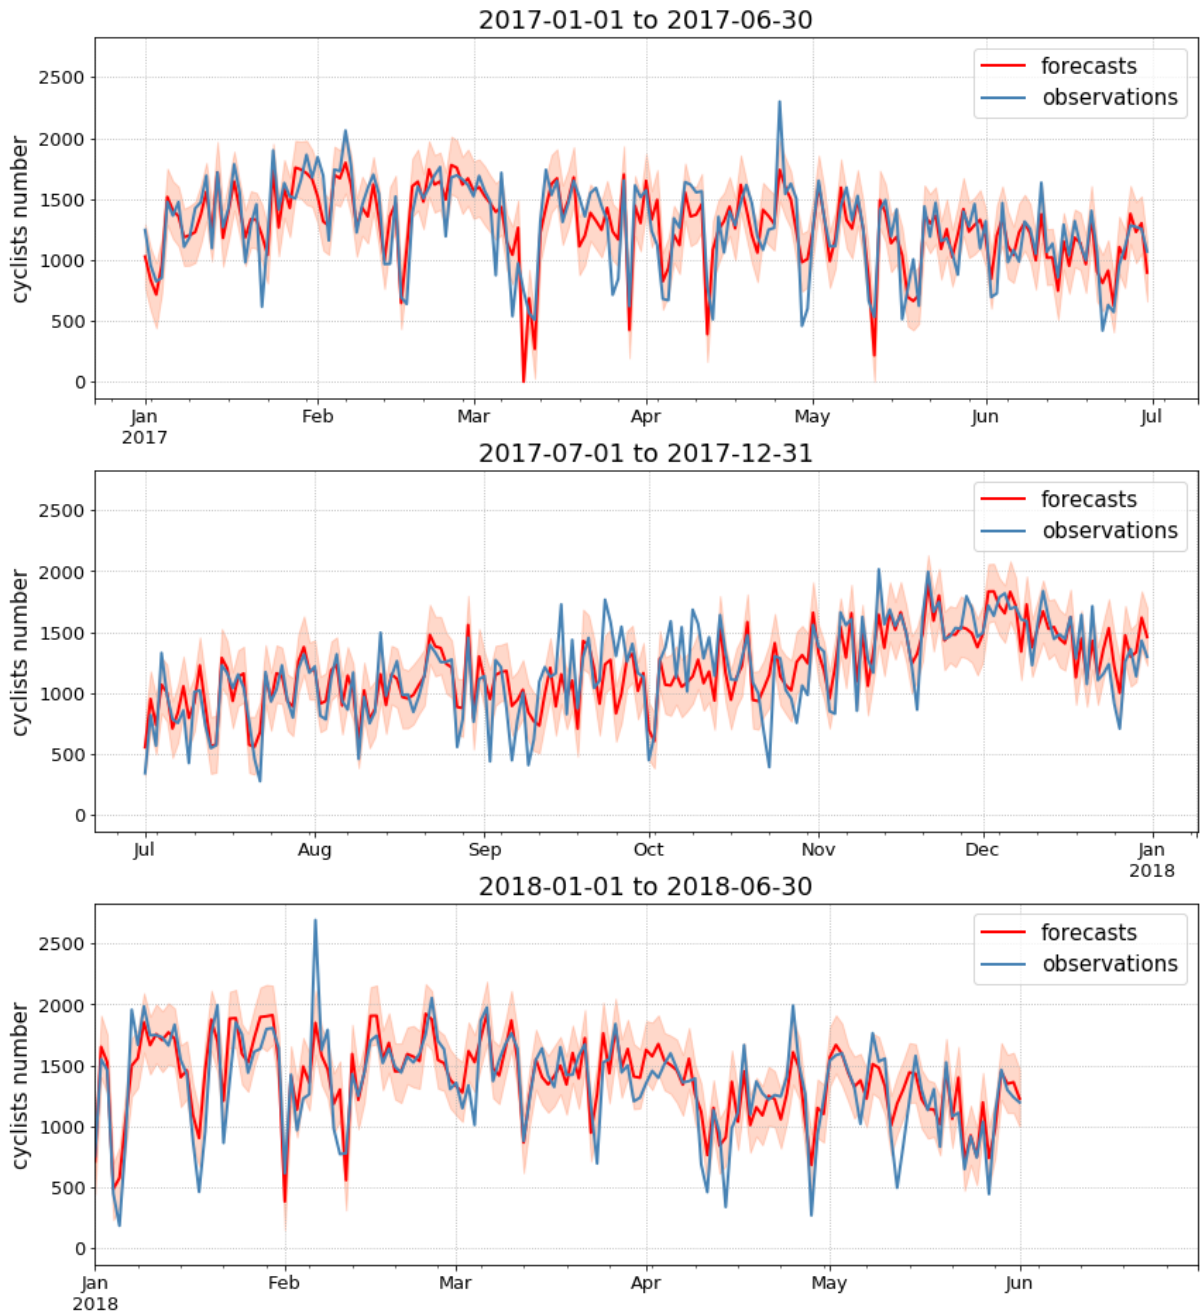 2017-01-01 to 2017-06-30
cyclists number
2500
2000
1500
1000
500
0
forecasts
observations
Jan Feb Mar Apr May Jun Jul
2017
2017-07-01 to 2017-12-31
cyclists number
2500
2000
1500
1000
500
0
forecasts
observations
Jul Aug Sep Oct Nov Dec Jan
2018
2018-01-01 to 2018-06-30
cyclists number
2500
2000
1500
1000
500
0
forecasts
observations
Jan Feb Mar Apr May Jun
2018